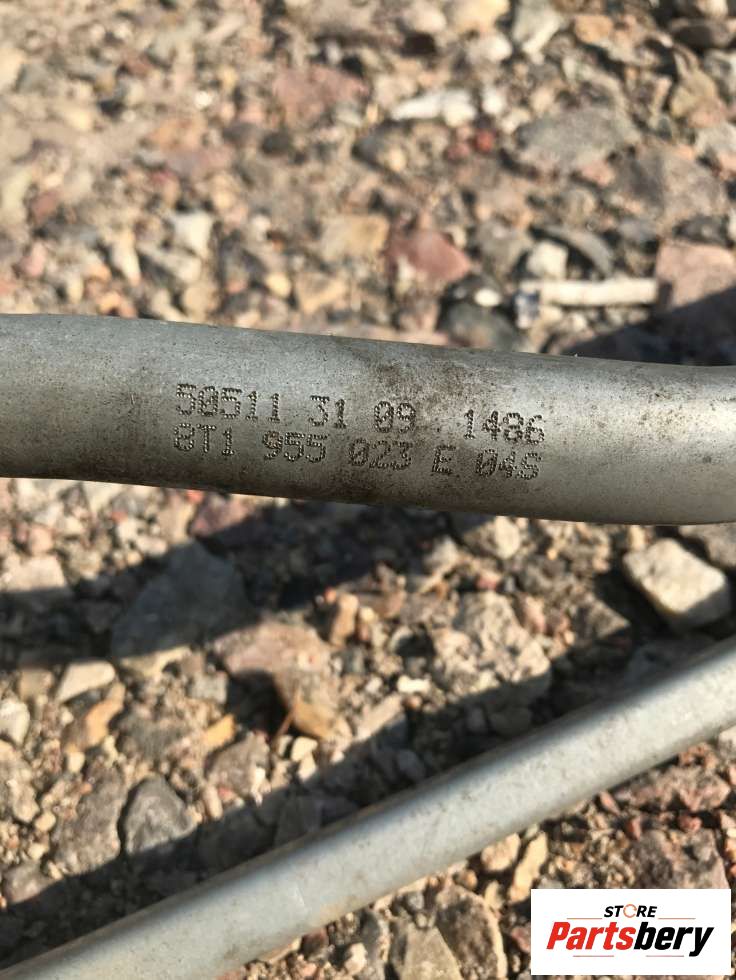 50511 31 09 1486
8T1 955 023 E 04S
STORE
Partsbery